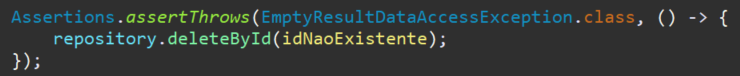 Assertions.assertThrows(EmptyResultDataAccessException.class, () -> {
    repository.deleteById(idNaoExistente);
});